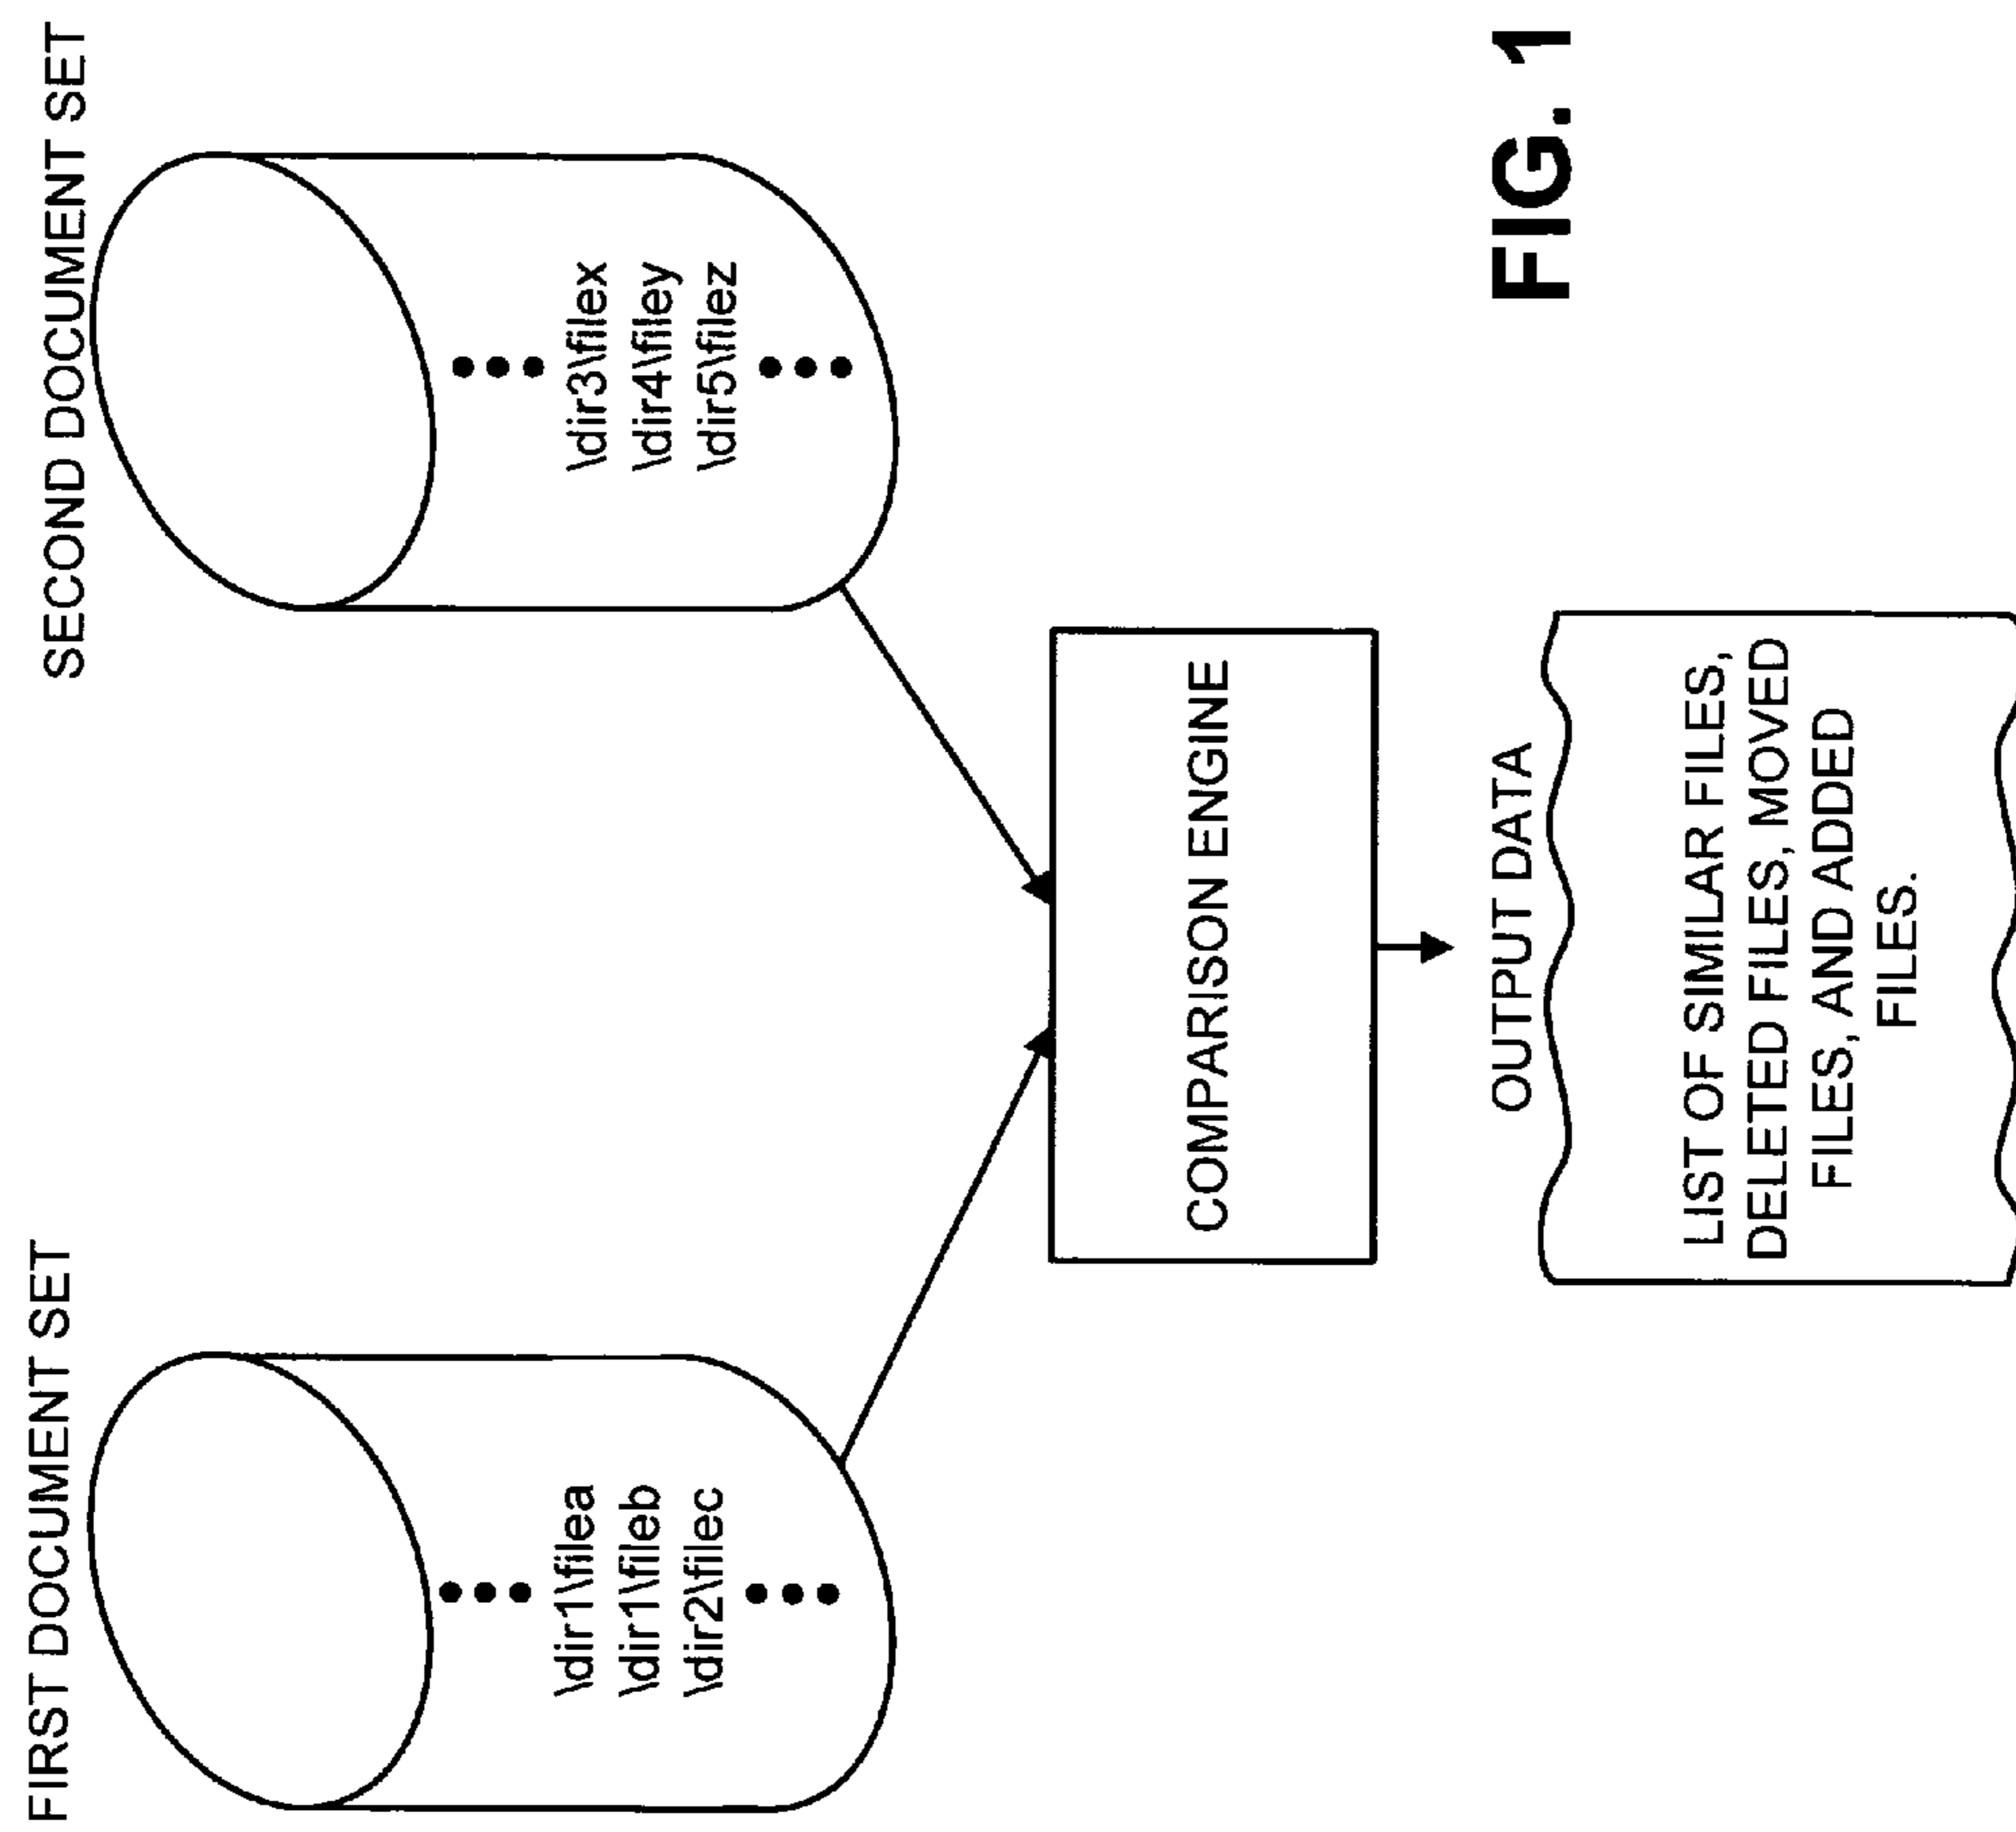 FIRST DOCUMENT SET
\dir1\filea
\dir1\fileb
\dir2\filec
SECOND DOCUMENT SET
\dir3\filex
\dir4\filey
\dir5\filez
COMPARISON ENGINE
OUTPUT DATA
LIST OF SIMILAR FILES,
DELETED FILES, MOVED
FILES, AND ADDED
FILES.
FIG. 1